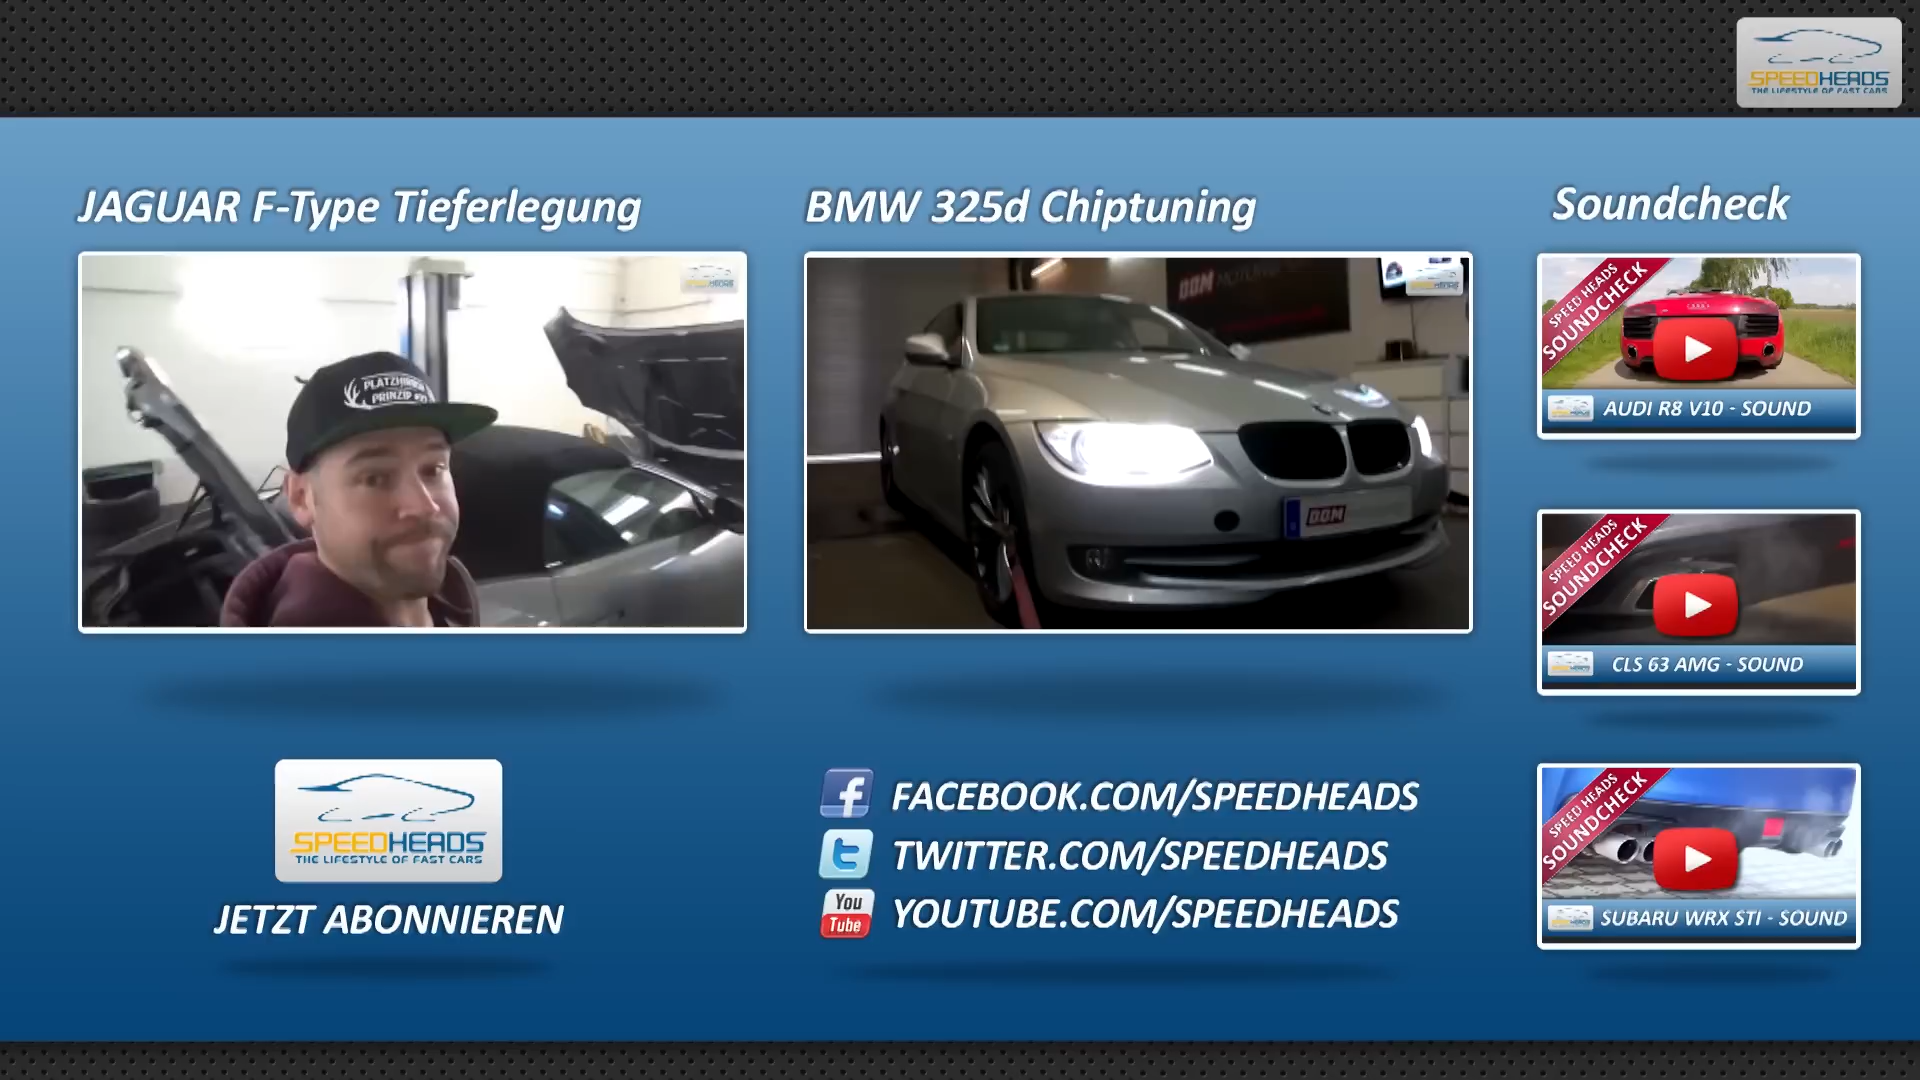 SPEEDHEADS
THE LIFESTYLE OF FAST CARS
JAGUAR F-Type Tieferlegung
BMW 325d Chiptuning
Soundcheck
PRINZIP
DDM
DDM
SPEED HEADS
SOUNDCHECK
AUDI R8 V10 - SOUND
SPEED HEADS
SOUNDCHECK
CLS 63 AMG - SOUND
SPEED HEADS
SOUNDCHECK
SUBARU WRX STI - SOUND
SPEEDHEADS
THE LIFESTYLE OF FAST CARS
JETZT ABONNIEREN
f FACEBOOK.COM/SPEEDHEADS
t TWITTER.COM/SPEEDHEADS
You
Tube
YOUTUBE.COM/SPEEDHEADS